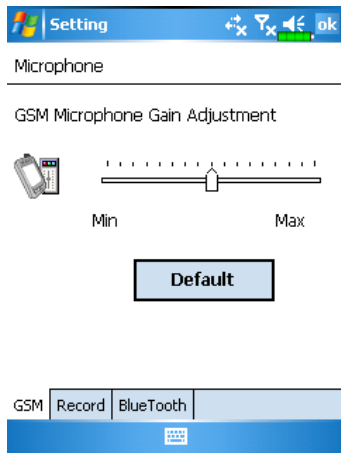 Setting ok
Microphone
GSM Microphone Gain Adjustment
Min Max
Default
GSM Record BlueTooth